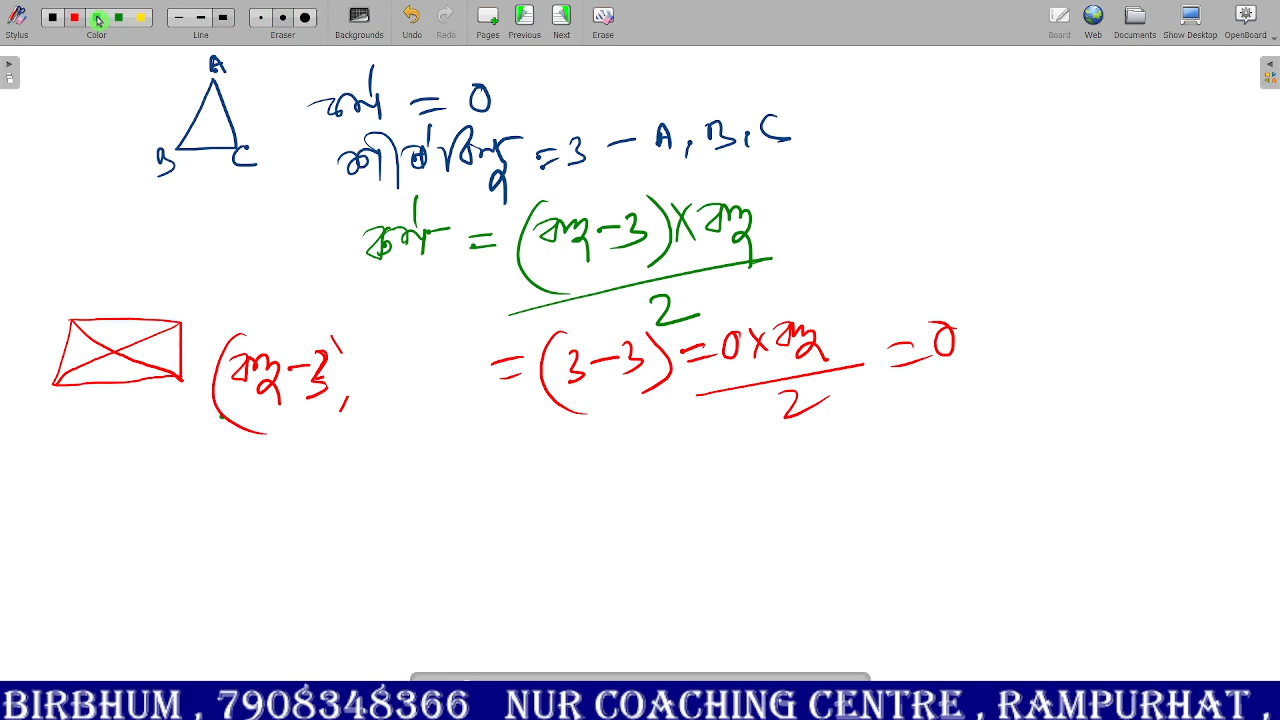 Stylus Color Line Eraser Backgrounds Undo Redo Pages Previous Next Erase Board Web Documents Show Desktop OpenBoard
A
B C
কর্ণ = 0
শীর্ষবিন্দু = 3 - A, B, C
কর্ণ = (বাহু - 3) × বাহু
2
(বাহু - 3)
= (3 - 3) = 0 × বাহু = 0
2
BIRBHUM , 7908348366 NUR COACHING CENTRE , RAMPURHAT ,